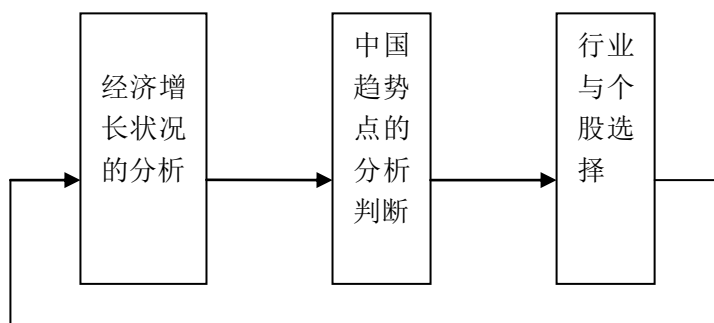 经济增
长状况
的分析
中国
趋势
点的
分析
判断
行业
与个
股选
择